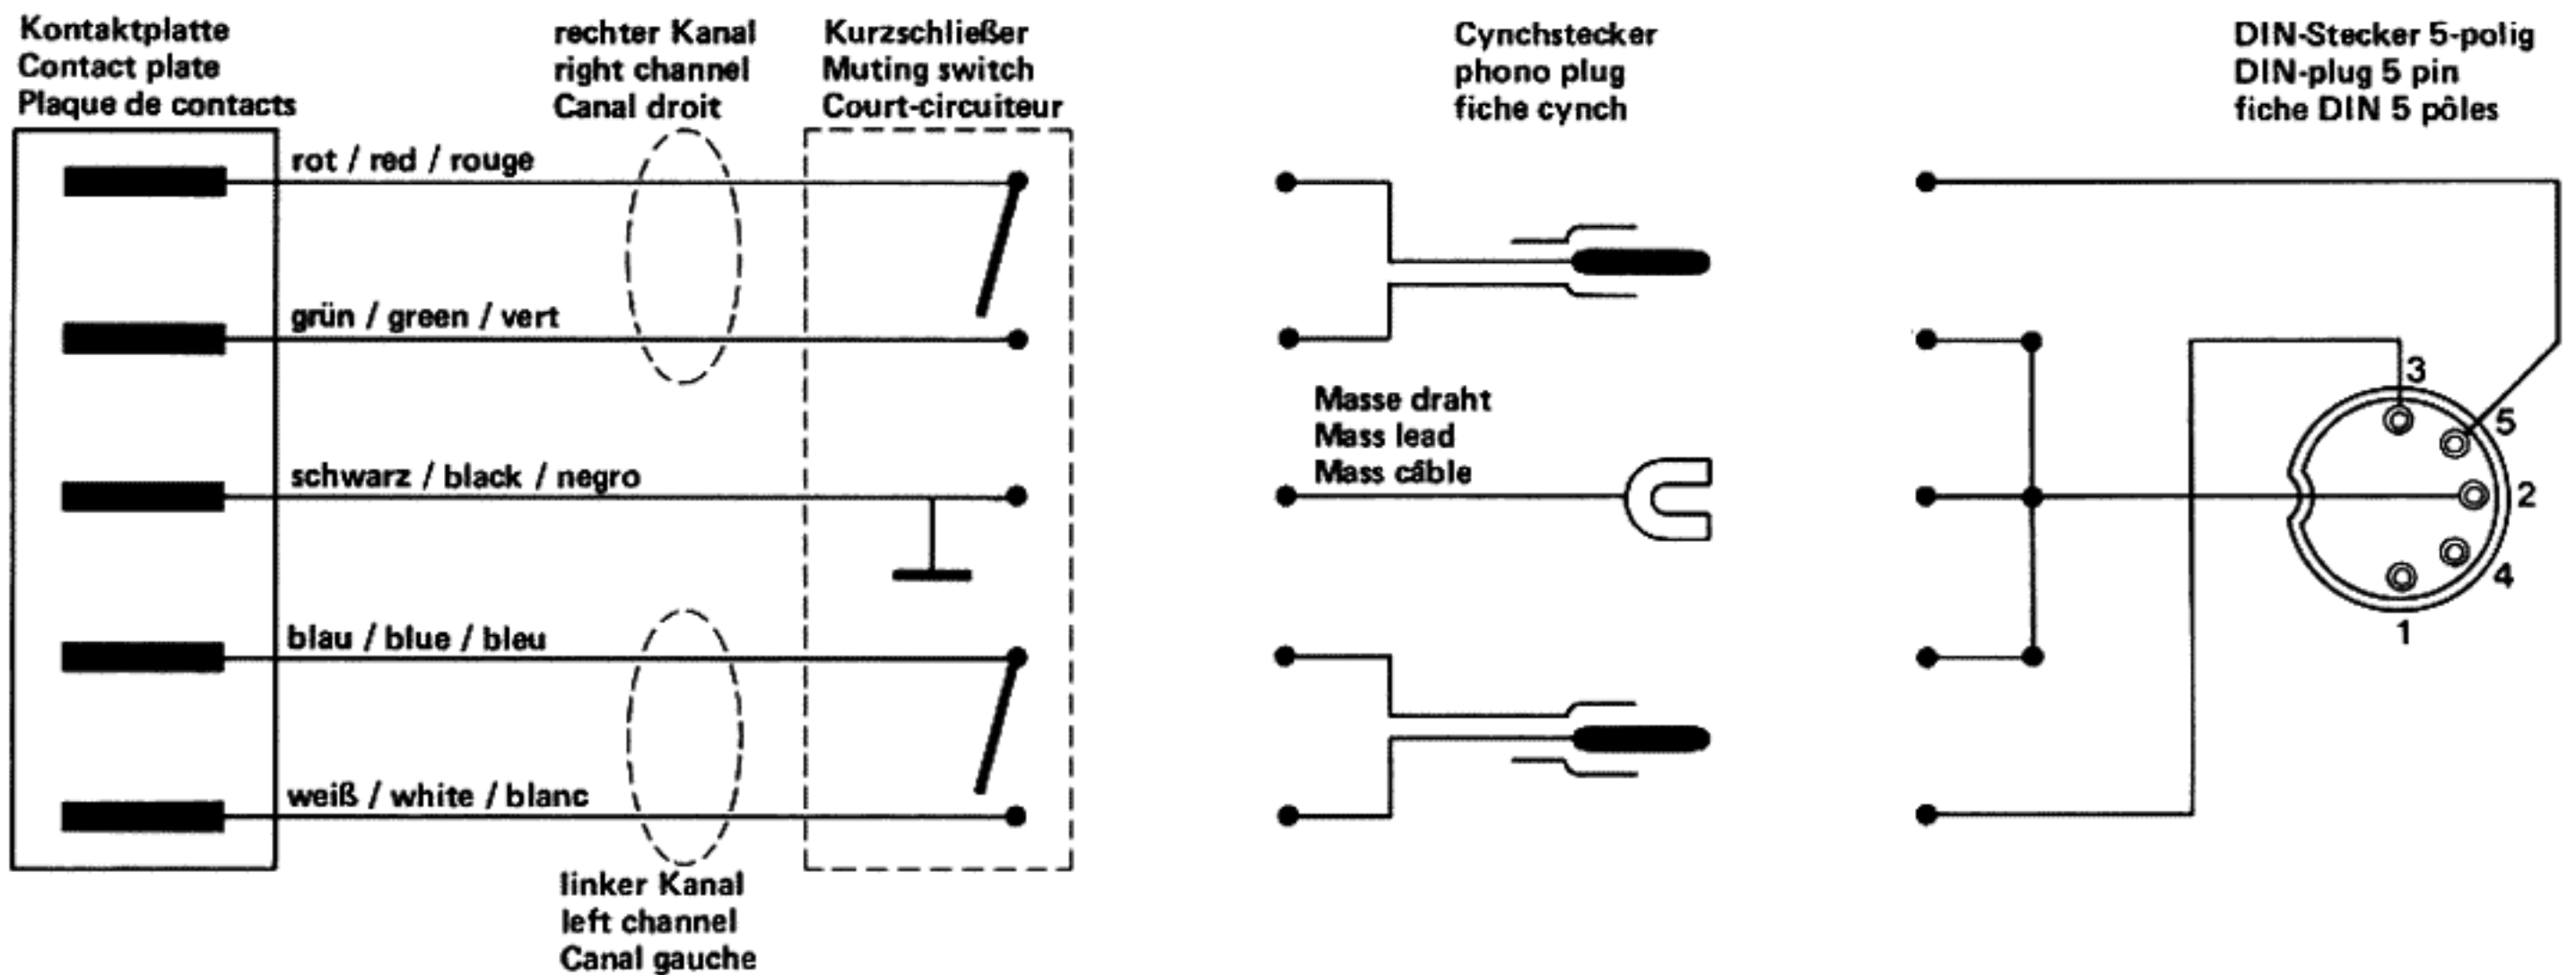 Kontaktplatte
Contact plate
Plaque de contacts
rechter Kanal
right channel
Canal droit
Kurzschließer
Muting switch
Court-circuiteur
Cynchstecker
phono plug
fiche cynch
DIN-Stecker 5-polig
DIN-plug 5 pin
fiche DIN 5 pôles
rot / red / rouge
grün / green / vert
schwarz / black / negro
blau / blue / bleu
weiß / white / blanc
linker Kanal
left channel
Canal gauche
Masse draht
Mass lead
Mass câble
3
5
2
4
1